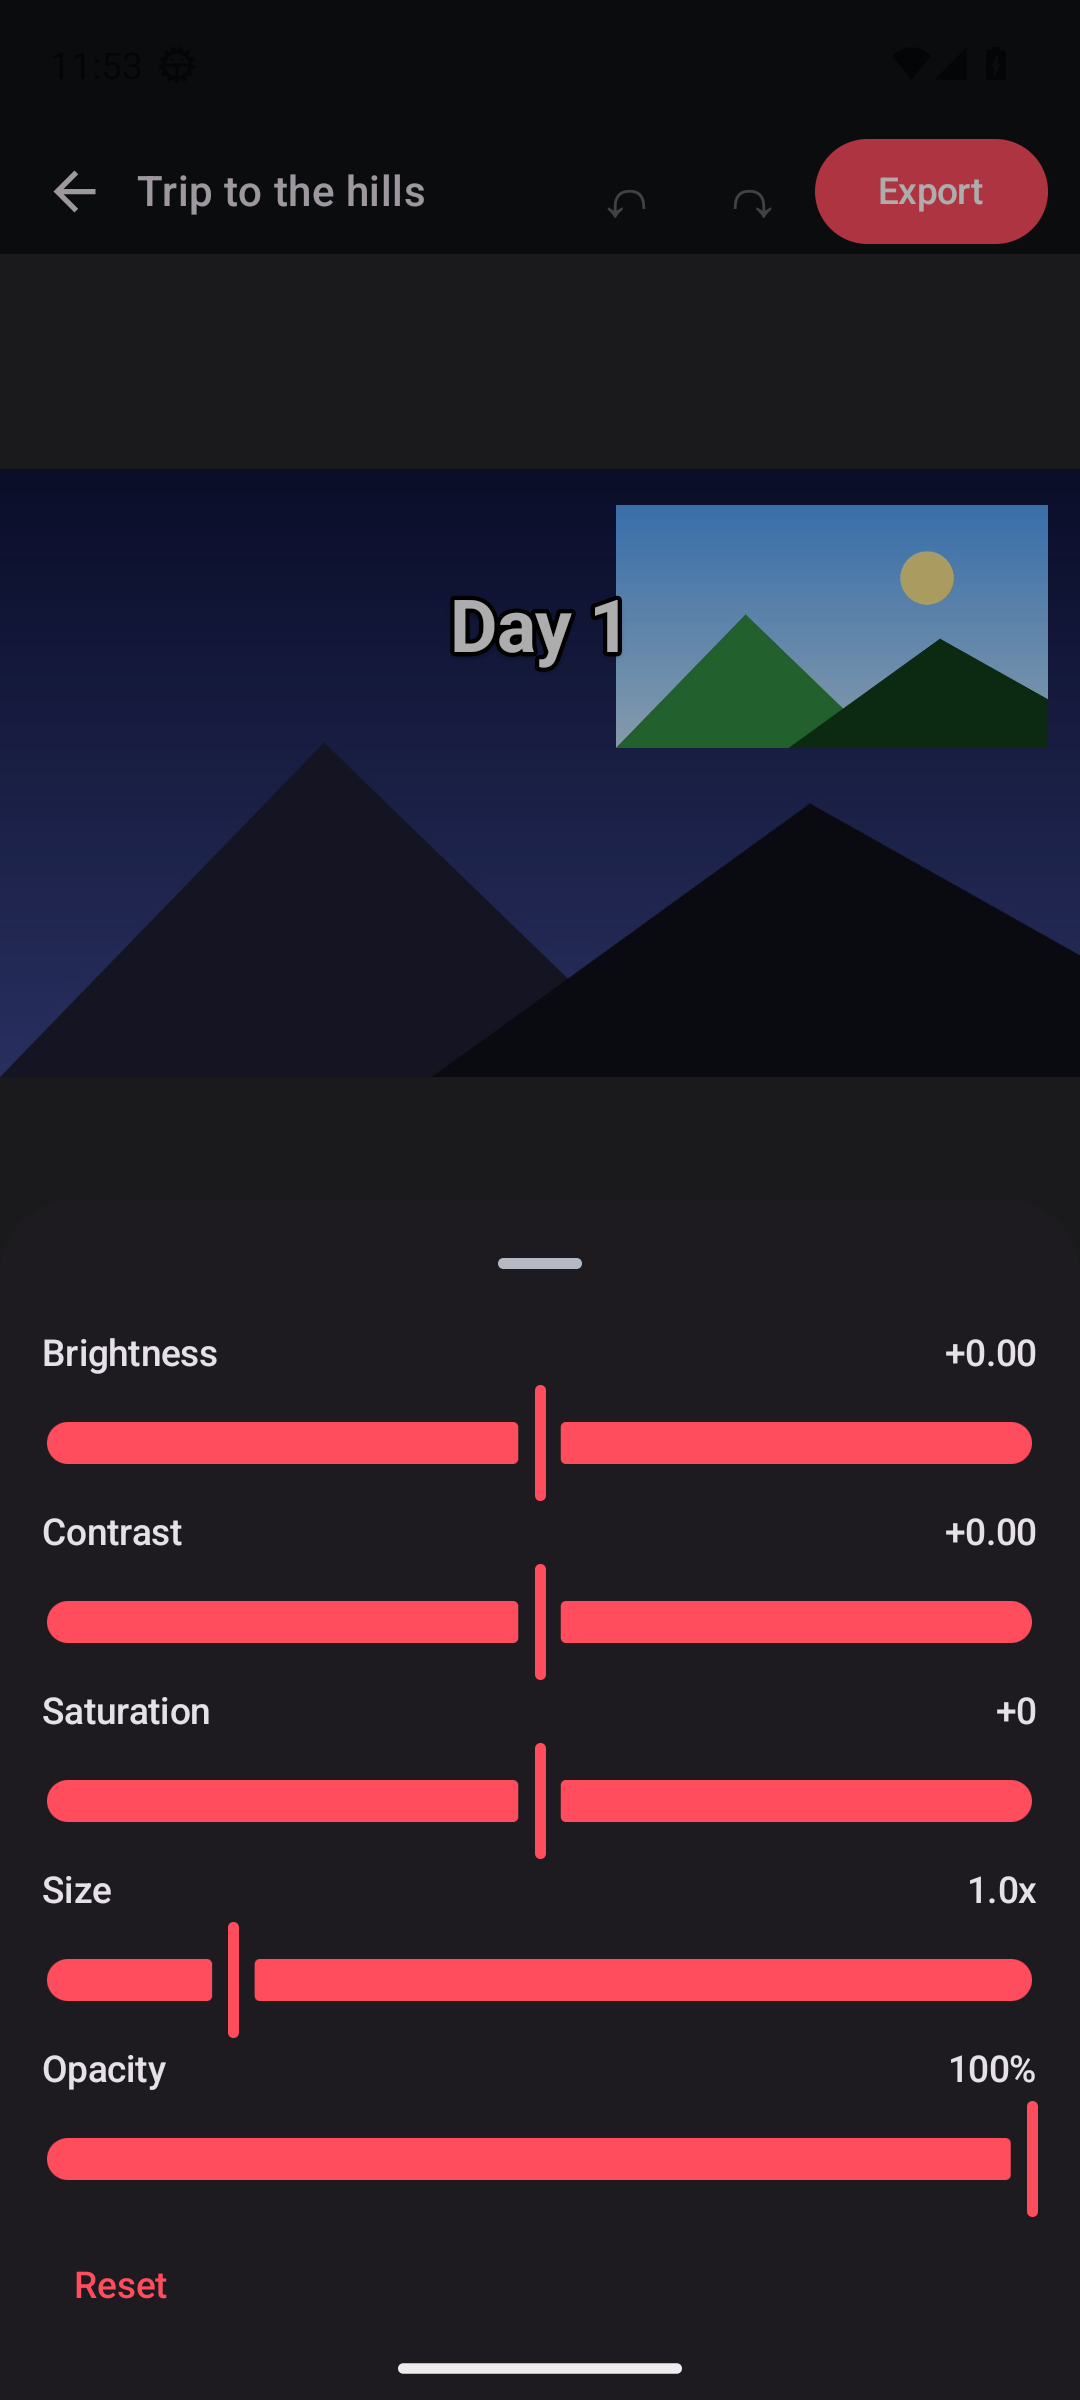 11:53
Trip to the hills
Export
Day 1
Brightness +0.00
Contrast +0.00
Saturation +0
Size 1.0x
Opacity 100%
Reset